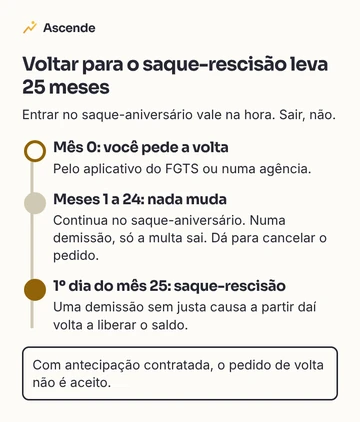 Ascende
Voltar para o saque-rescisão leva
25 meses
Entrar no saque-aniversário vale na hora. Sair, não.
Mês 0: você pede a volta
Pelo aplicativo do FGTS ou numa agência.
Meses 1 a 24: nada muda
Continua no saque-aniversário. Numa
demissão, só a multa sai. Dá para cancelar o
pedido.
1º dia do mês 25: saque-rescisão
Uma demissão sem justa causa a partir daí
volta a liberar o saldo.
Com antecipação contratada, o pedido de volta
não é aceito.